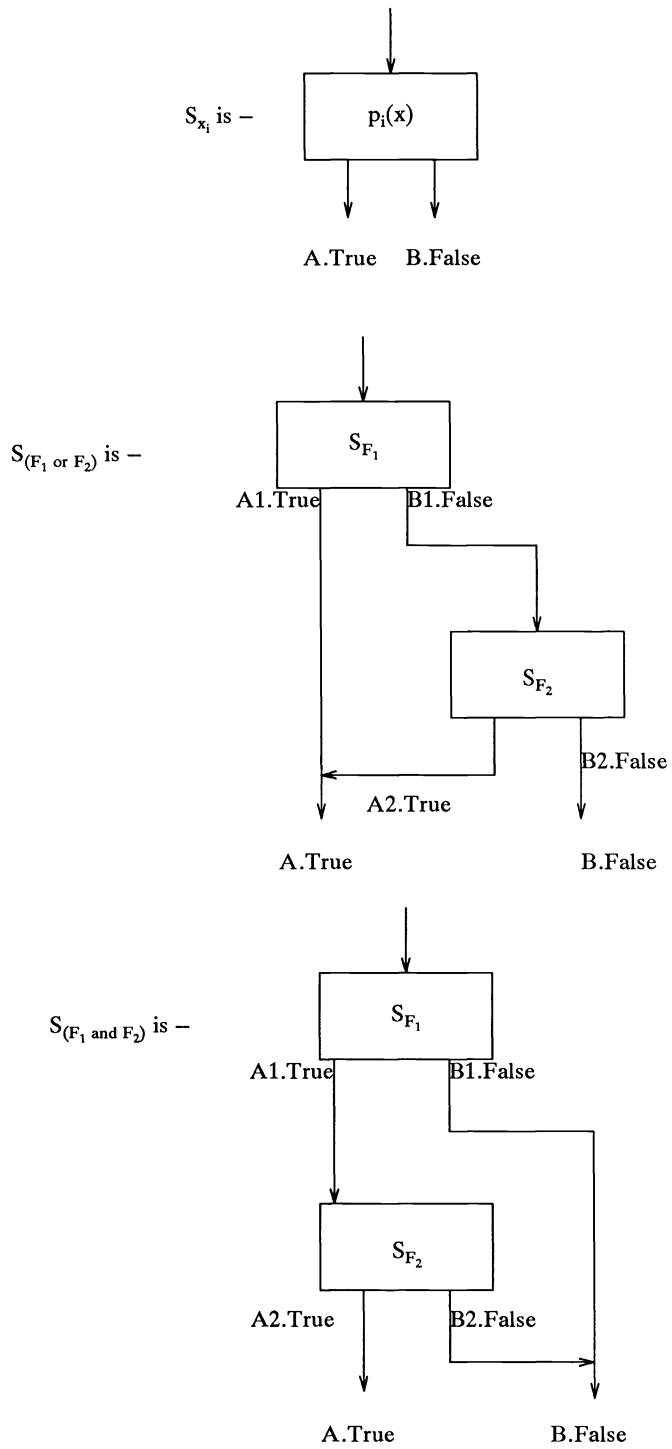 p_i(x)
S_{x_i} is –
A.True B.False
S_{F_1}
S_{(F_1 or F_2)} is –
A1.True B1.False
S_{F_2}
B2.False
A2.True
A.True B.False
S_{F_1}
S_{(F_1 and F_2)} is –
A1.True B1.False
S_{F_2}
A2.True B2.False
A.True B.False